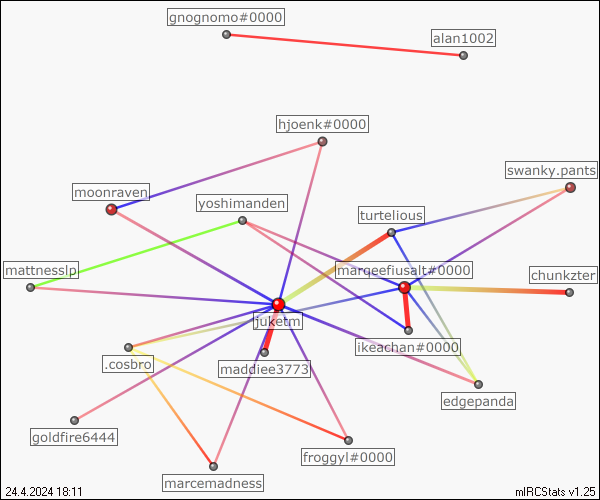 gnognomo#0000
alan1002
hjoenk#0000
swanky.pants
moonraven
yoshimanden
turtelious
mattnesslp
marqeefiusalt#0000
chunkzter
juketm
ikeachan#0000
.cosbro
maddiee3773
edgepanda
goldfire6444
froggyl#0000
marcemadness
24.4.2024 18:11
mIRCStats v1.25